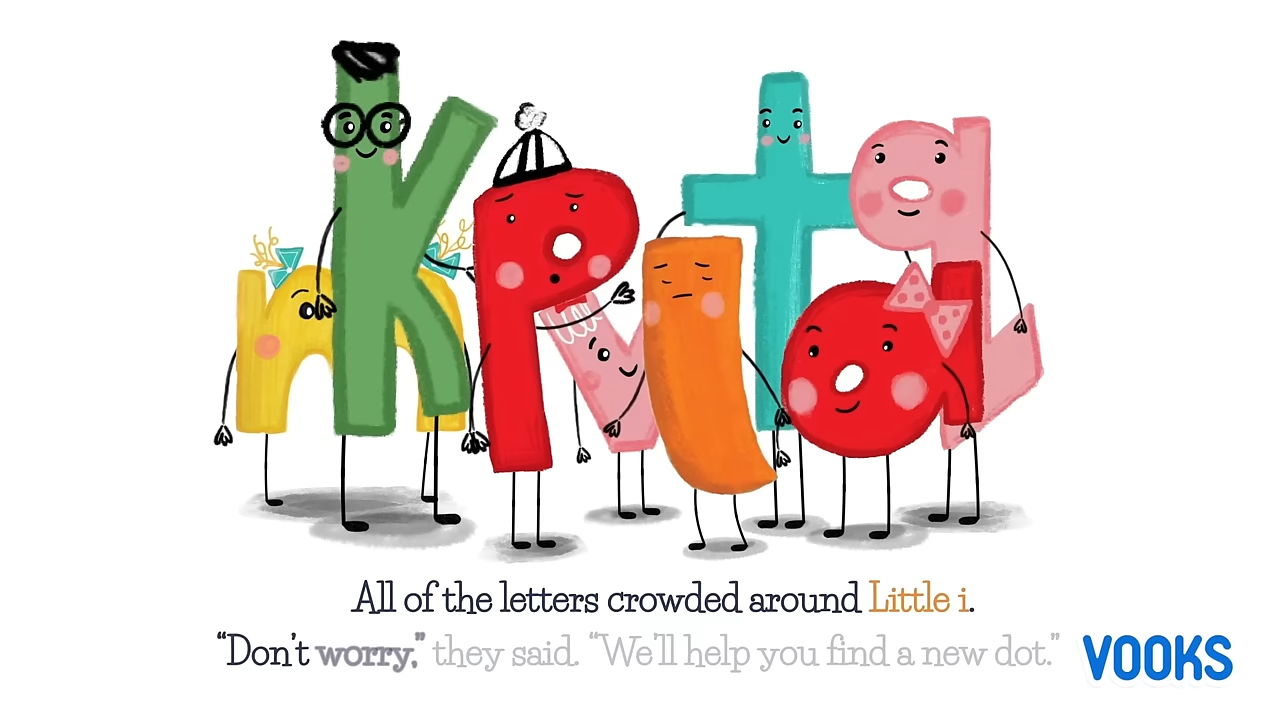 All of the letters crowded around Little i.
“Don't worry,” they said. “We'll help you find a new dot.”
VOOKS